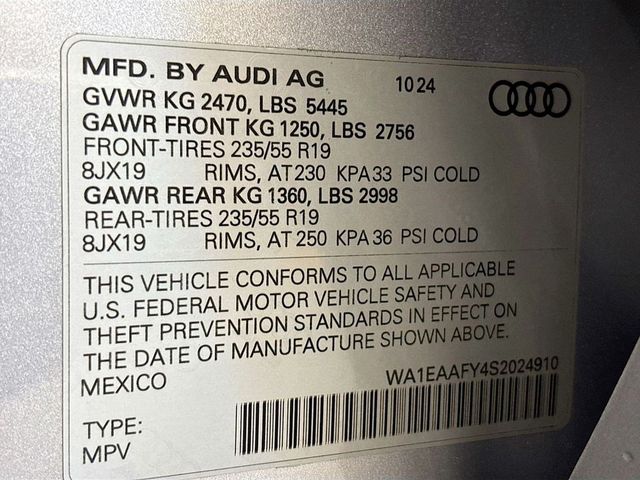 MFD. BY AUDI AG 10 24
GVWR KG 2470, LBS 5445
GAWR FRONT KG 1250, LBS 2756
FRONT-TIRES 235/55 R19
8JX19 RIMS, AT 230 KPA 33 PSI COLD
GAWR REAR KG 1360, LBS 2998
REAR-TIRES 235/55 R19
8JX19 RIMS, AT 250 KPA 36 PSI COLD
THIS VEHICLE CONFORMS TO ALL APPLICABLE
U.S. FEDERAL MOTOR VEHICLE SAFETY AND
THEFT PREVENTION STANDARDS IN EFFECT ON
THE DATE OF MANUFACTURE SHOWN ABOVE.
MEXICO WA1EAAFY4S2024910
TYPE:
MPV